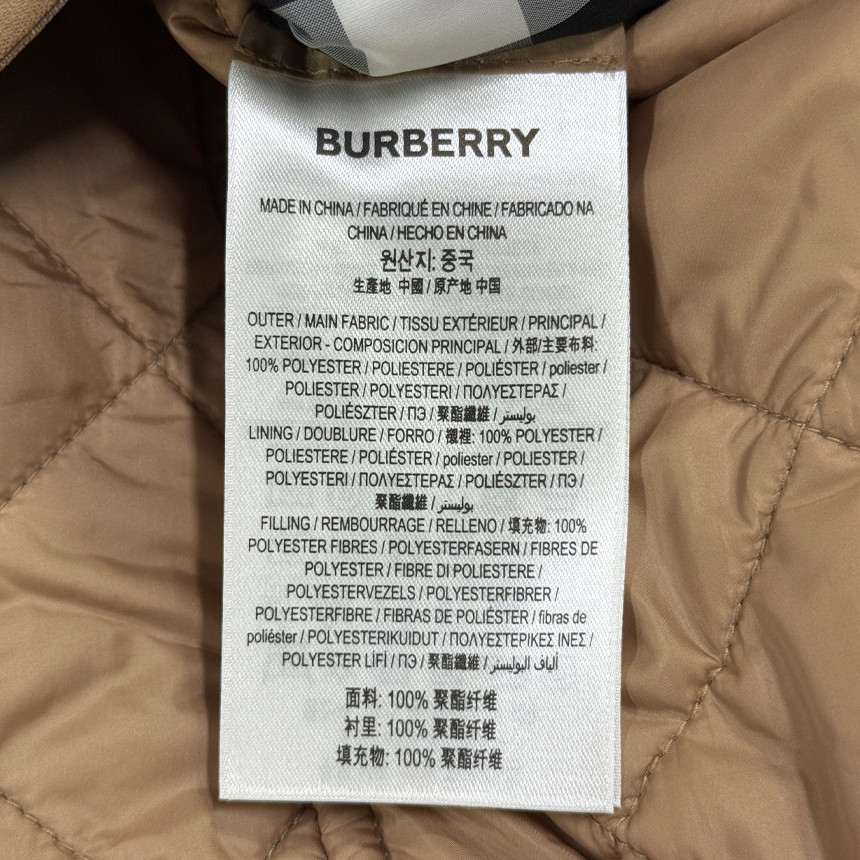 BURBERRY
MADE IN CHINA / FABRIQUÉ EN CHINE / FABRICADO NA
CHINA / HECHO EN CHINA
원산지: 중국
生產地 中國 / 原产地 中国
OUTER / MAIN FABRIC / TISSU EXTÉRIEUR / PRINCIPAL /
EXTERIOR - COMPOSICION PRINCIPAL / 外部/主要布料:
100% POLYESTER / POLIESTERE / POLIÉSTER / poliester /
POLIESTER / POLYESTERI / ΠΟΛΥΕΣΤΕΡΑΣ /
POLIÉSZTER / ПЭ / 聚酯纖維 / بوليستر
LINING / DOUBLURE / FORRO / 襯裡: 100% POLYESTER /
POLIESTERE / POLIÉSTER / poliester / POLIESTER /
POLYESTERI / ΠΟΛΥΕΣΤΕΡΑΣ / POLIÉSZTER / ПЭ /
聚酯纖維 / بوليستر
FILLING / REMBOURRAGE / RELLENO / 填充物: 100%
POLYESTER FIBRES / POLYESTERFASERN / FIBRES DE
POLYESTER / FIBRE DI POLIESTERE /
POLYESTERVEZELS / POLYESTERFIBRER /
POLYESTERFIBRE / FIBRAS DE POLIÉSTER / fibras de
poliéster / POLYESTERIKUIDUT / ΠΟΛΥΕΣΤΕΡΙΚΕΣ ΙΝΕΣ /
POLYESTER LİFİ / ПЭ / 聚酯纖維 / ألياف البوليستر
面料: 100% 聚酯纤维
衬里: 100% 聚酯纤维
填充物: 100% 聚酯纤维